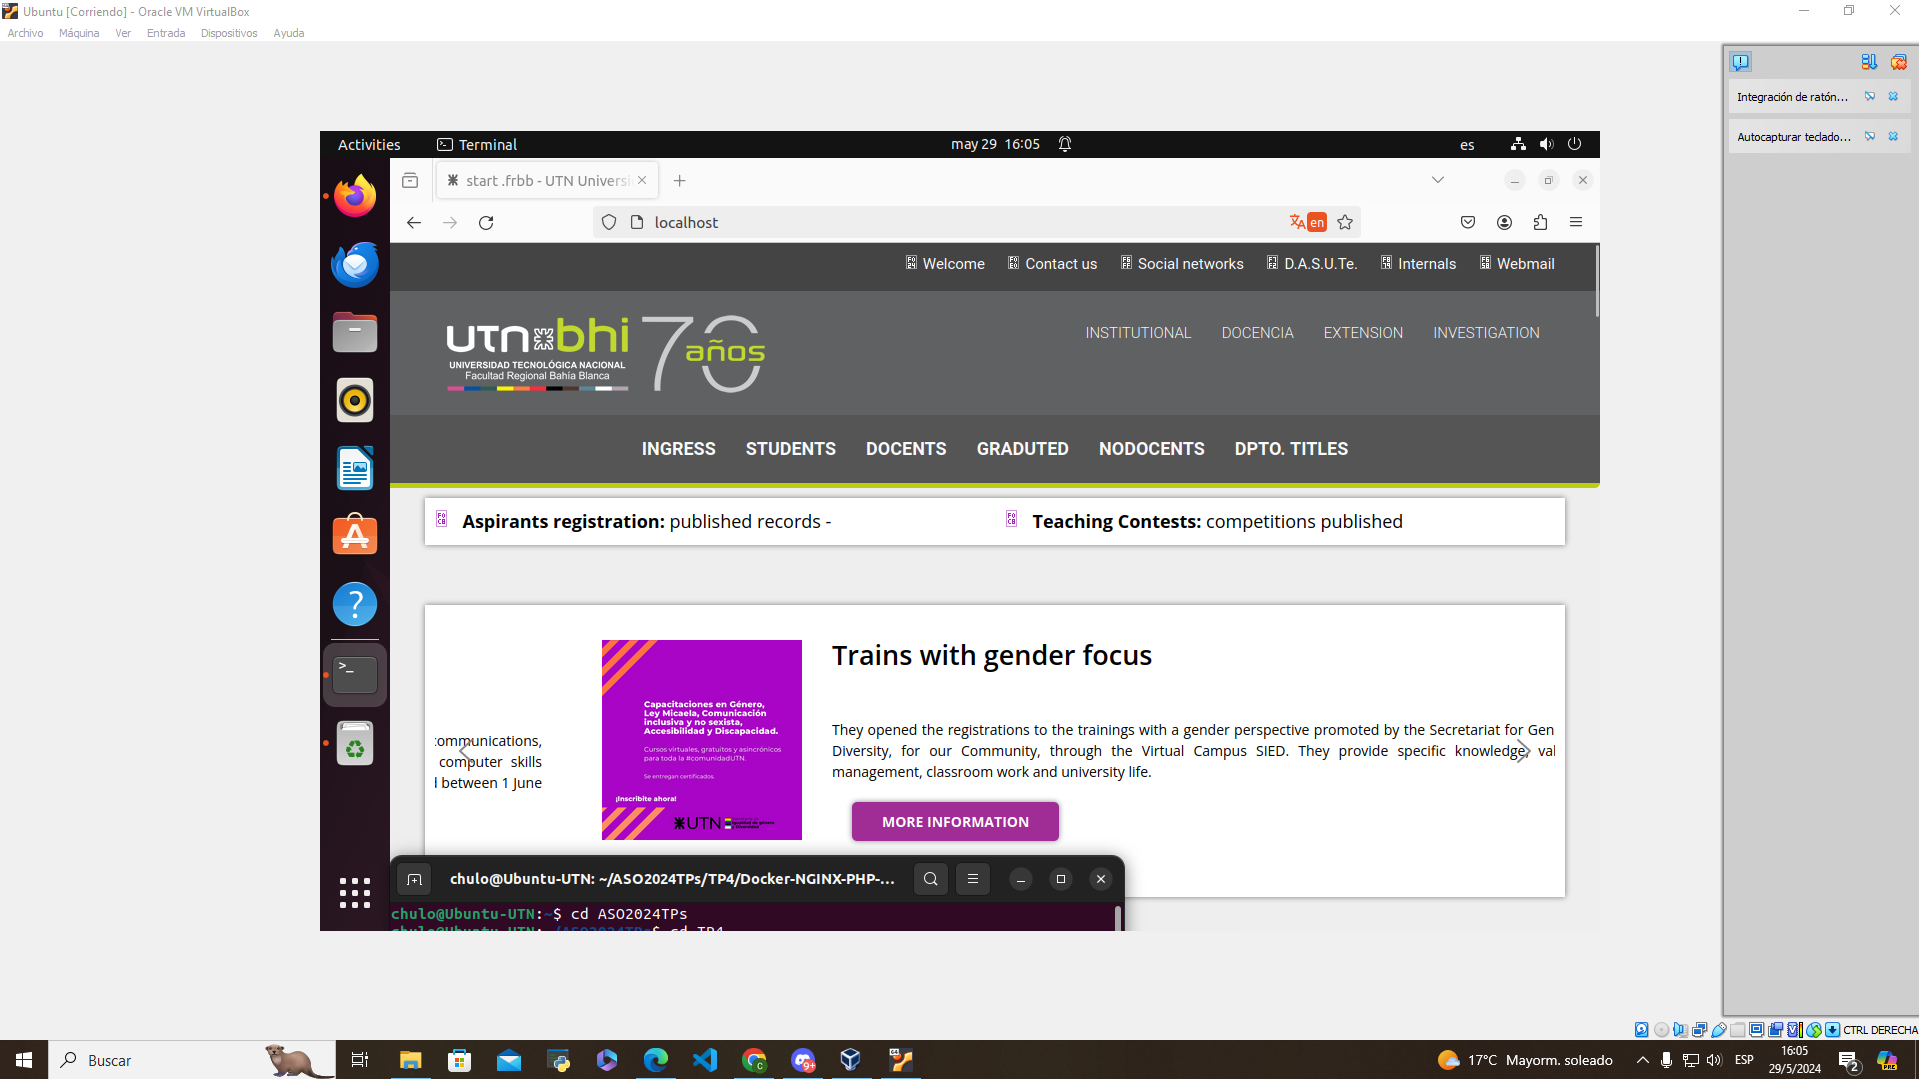 Ubuntu [Corriendo] - Oracle VM VirtualBox
Archivo Máquina Ver Entrada Dispositivos Ayuda
Integración de ratón...
Autocapturar teclado...
Activities Terminal may 29 16:05 es
start .frbb - UTN Universi
localhost en
Welcome Contact us Social networks D.A.S.U.Te. Internals Webmail
utn bhi 70 años
UNIVERSIDAD TECNOLÓGICA NACIONAL
Facultad Regional Bahía Blanca
INSTITUTIONAL DOCENCIA EXTENSION INVESTIGATION
INGRESS STUDENTS DOCENTS GRADUTED NODOCENTS DPTO. TITLES
Aspirants registration: published records -
Teaching Contests: competitions published
communications,
computer skills
between 1 June
Capacitaciones en Género,
Ley Micaela, Comunicación
inclusiva y no sexista,
Accesibilidad y Discapacidad.
Cursos virtuales, gratuitos y asincrónicos
para toda la #comunidadUTN.
Se entregan certificados.
¡Inscribite ahora!
UTN
Trains with gender focus
They opened the registrations to the trainings with a gender perspective promoted by the Secretariat for Gen
Diversity, for our Community, through the Virtual Campus SIED. They provide specific knowledge, val
management, classroom work and university life.
MORE INFORMATION
chulo@Ubuntu-UTN: ~/ASO2024TPs/TP4/Docker-NGINX-PHP-...
chulo@Ubuntu-UTN:~$ cd ASO2024TPs
chulo@Ubuntu-UTN:~/ASO2024TPs$ cd TP4
CTRL DERECHA
Buscar
17°C Mayorm. soleado
ESP
16:05
29/5/2024
2